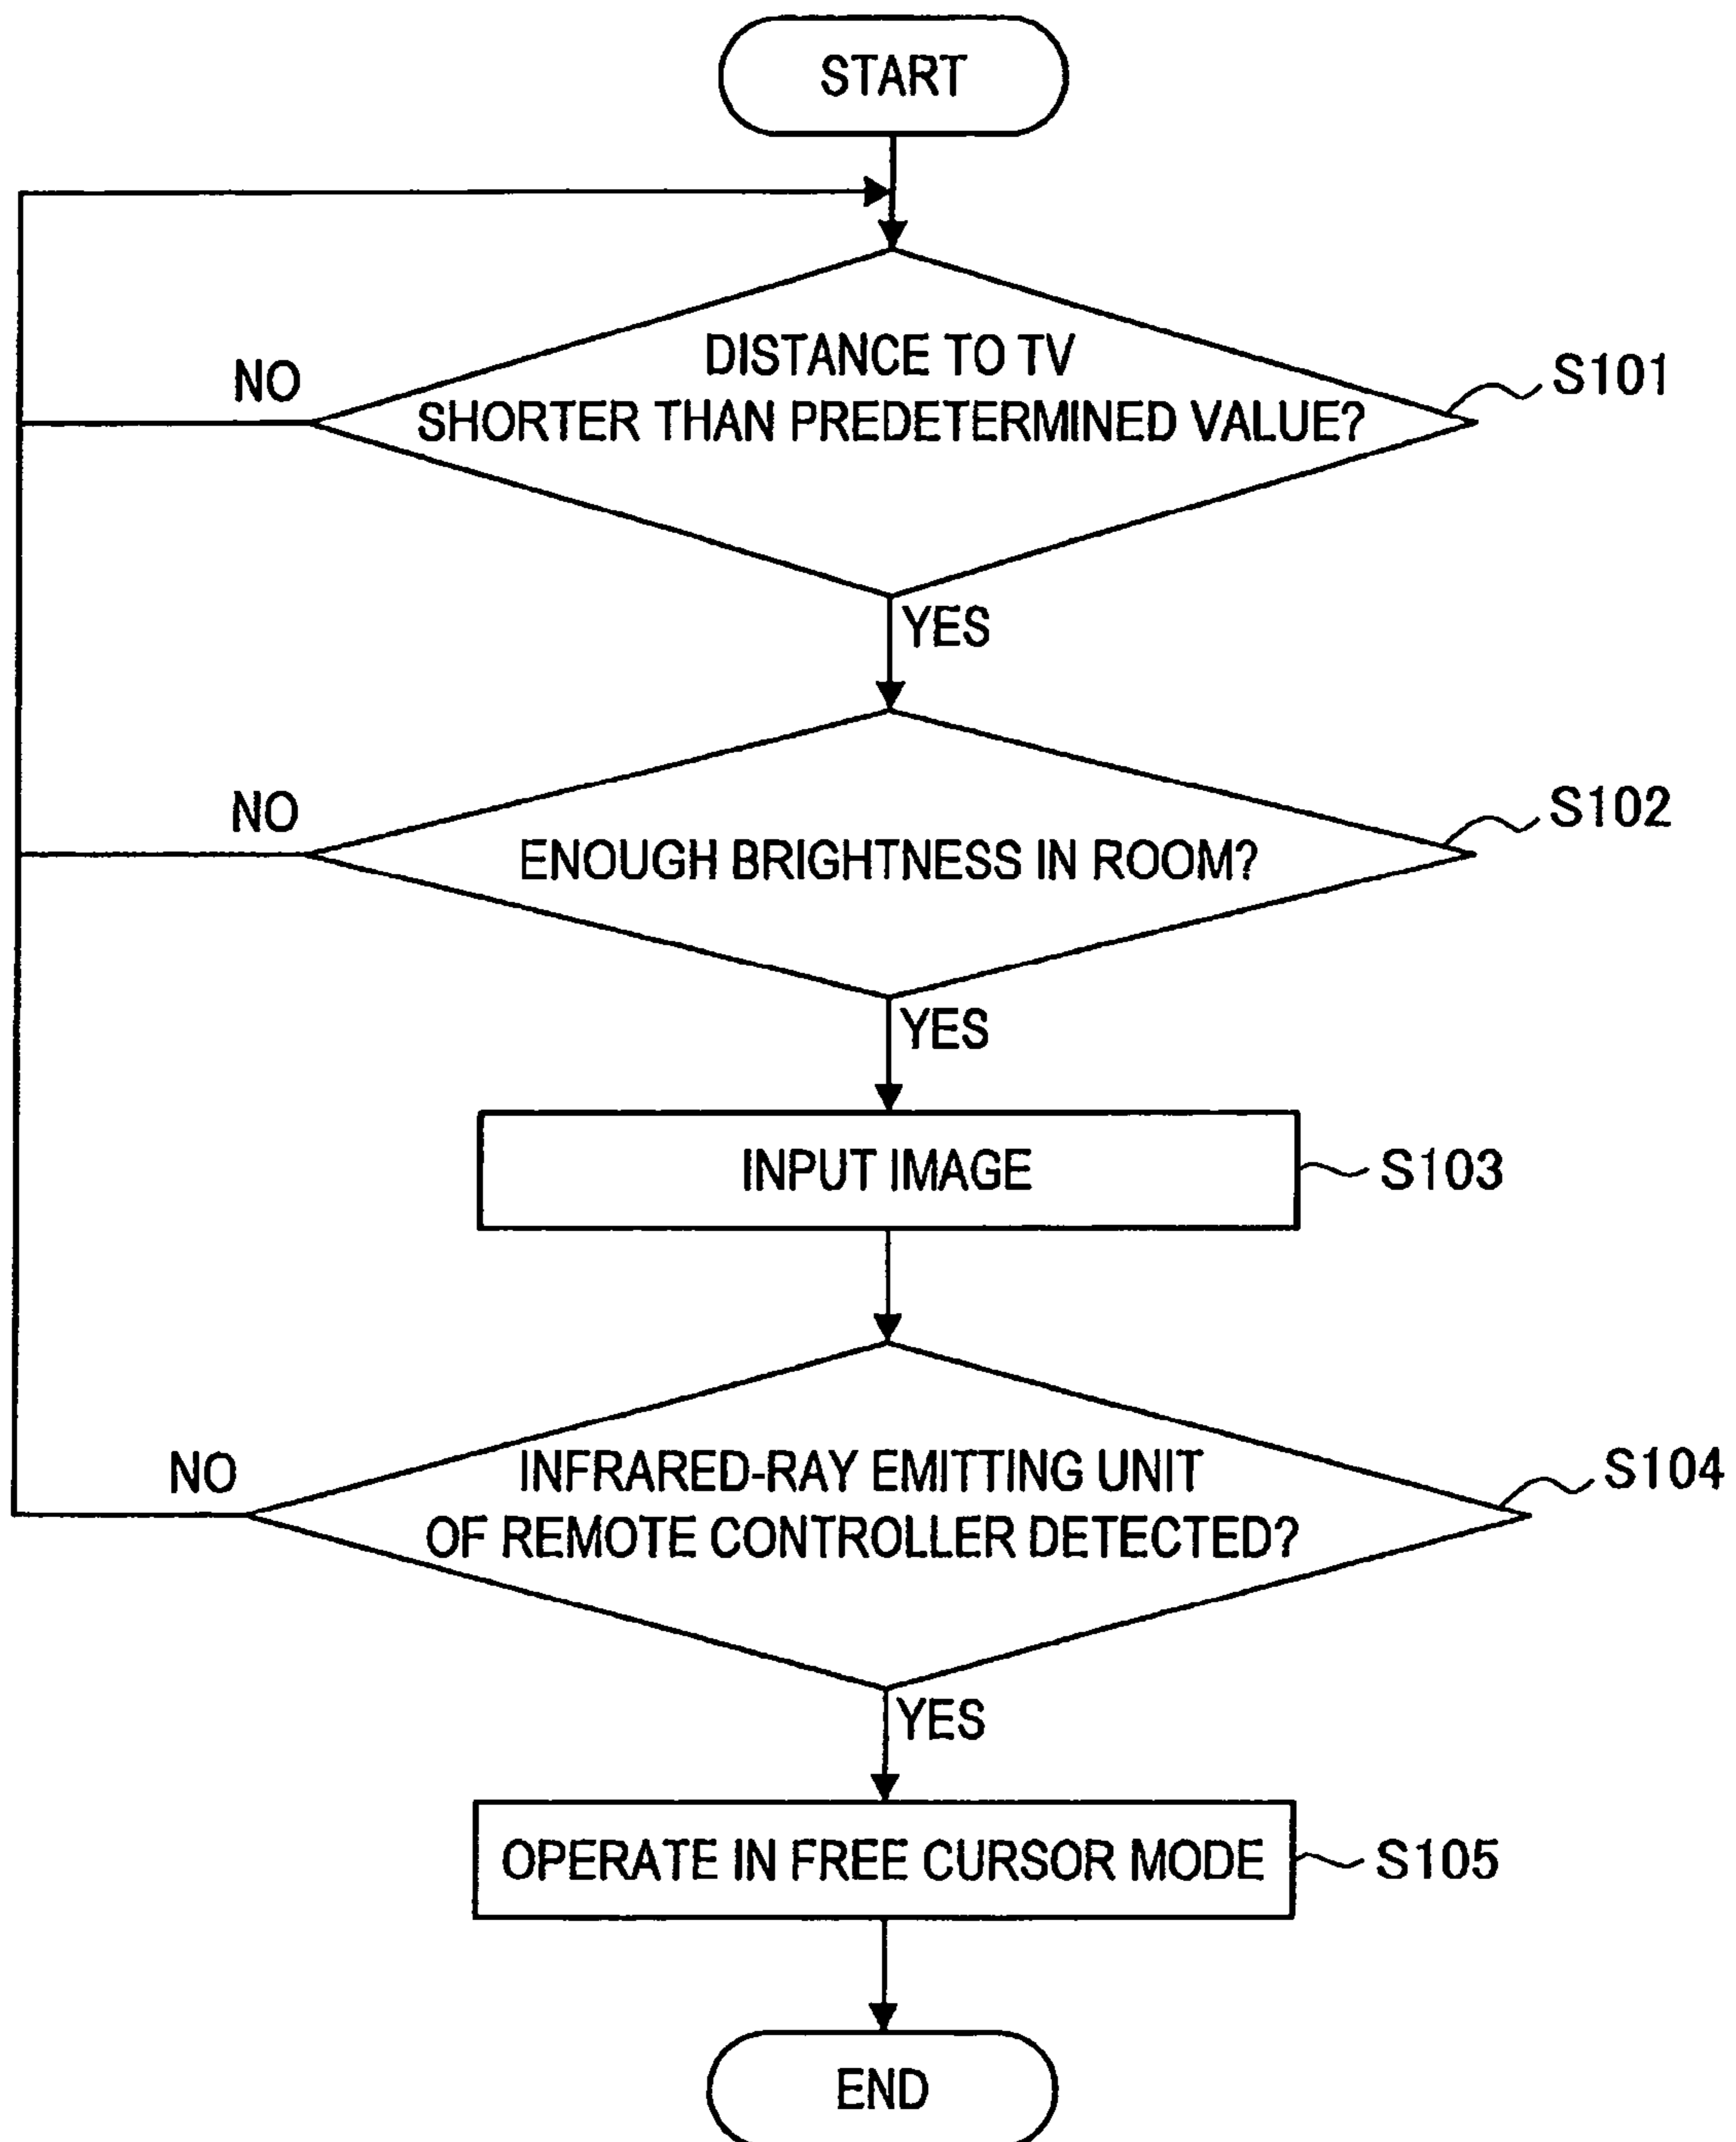 START
DISTANCE TO TV
SHORTER THAN PREDETERMINED VALUE?
S101
NO
YES
ENOUGH BRIGHTNESS IN ROOM?
S102
NO
YES
INPUT IMAGE
S103
INFRARED-RAY EMITTING UNIT
OF REMOTE CONTROLLER DETECTED?
S104
NO
YES
OPERATE IN FREE CURSOR MODE
S105
END